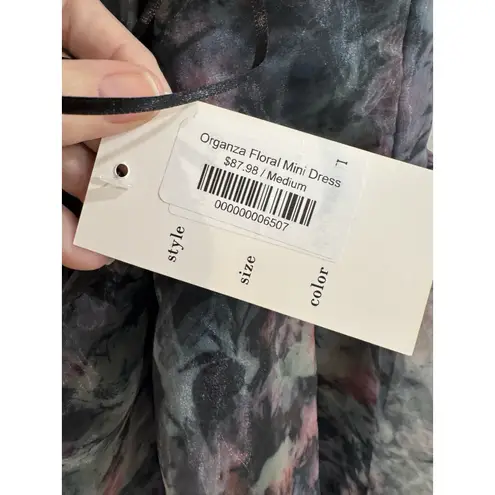 Organza Floral Mini Dress
$87.98 / Medium
000000006507
style
size
color